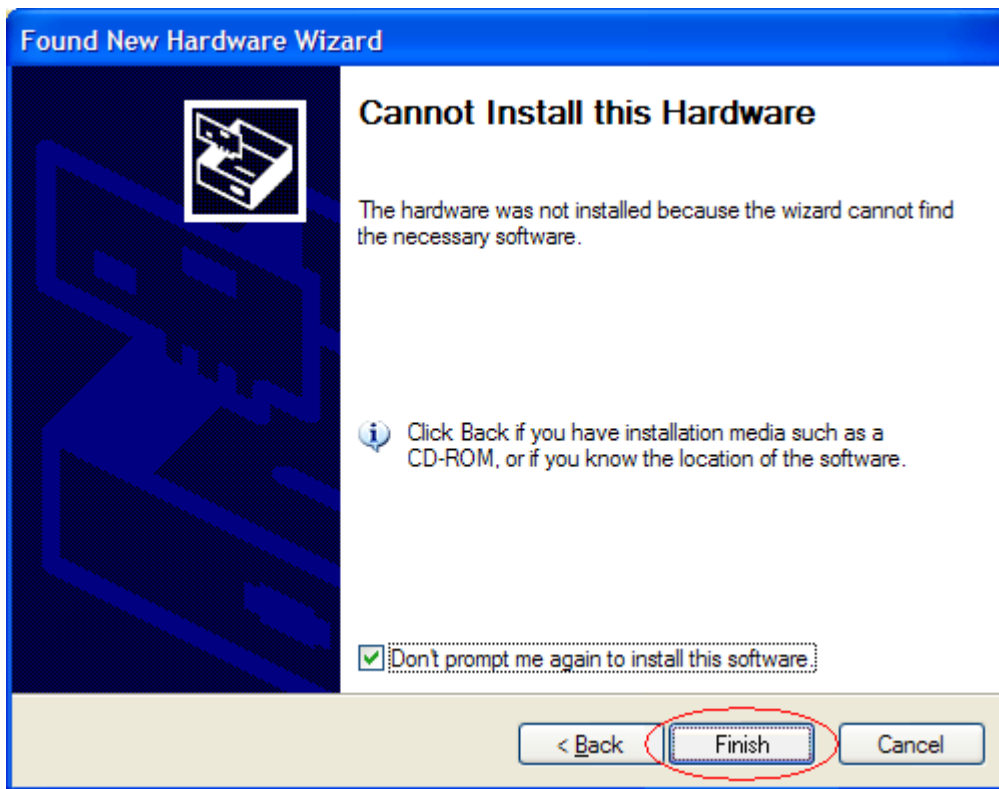 Found New Hardware Wizard
Cannot Install this Hardware
The hardware was not installed because the wizard cannot find
the necessary software.
Click Back if you have installation media such as a
CD-ROM, or if you know the location of the software.
Don't prompt me again to install this software.
< Back Finish Cancel